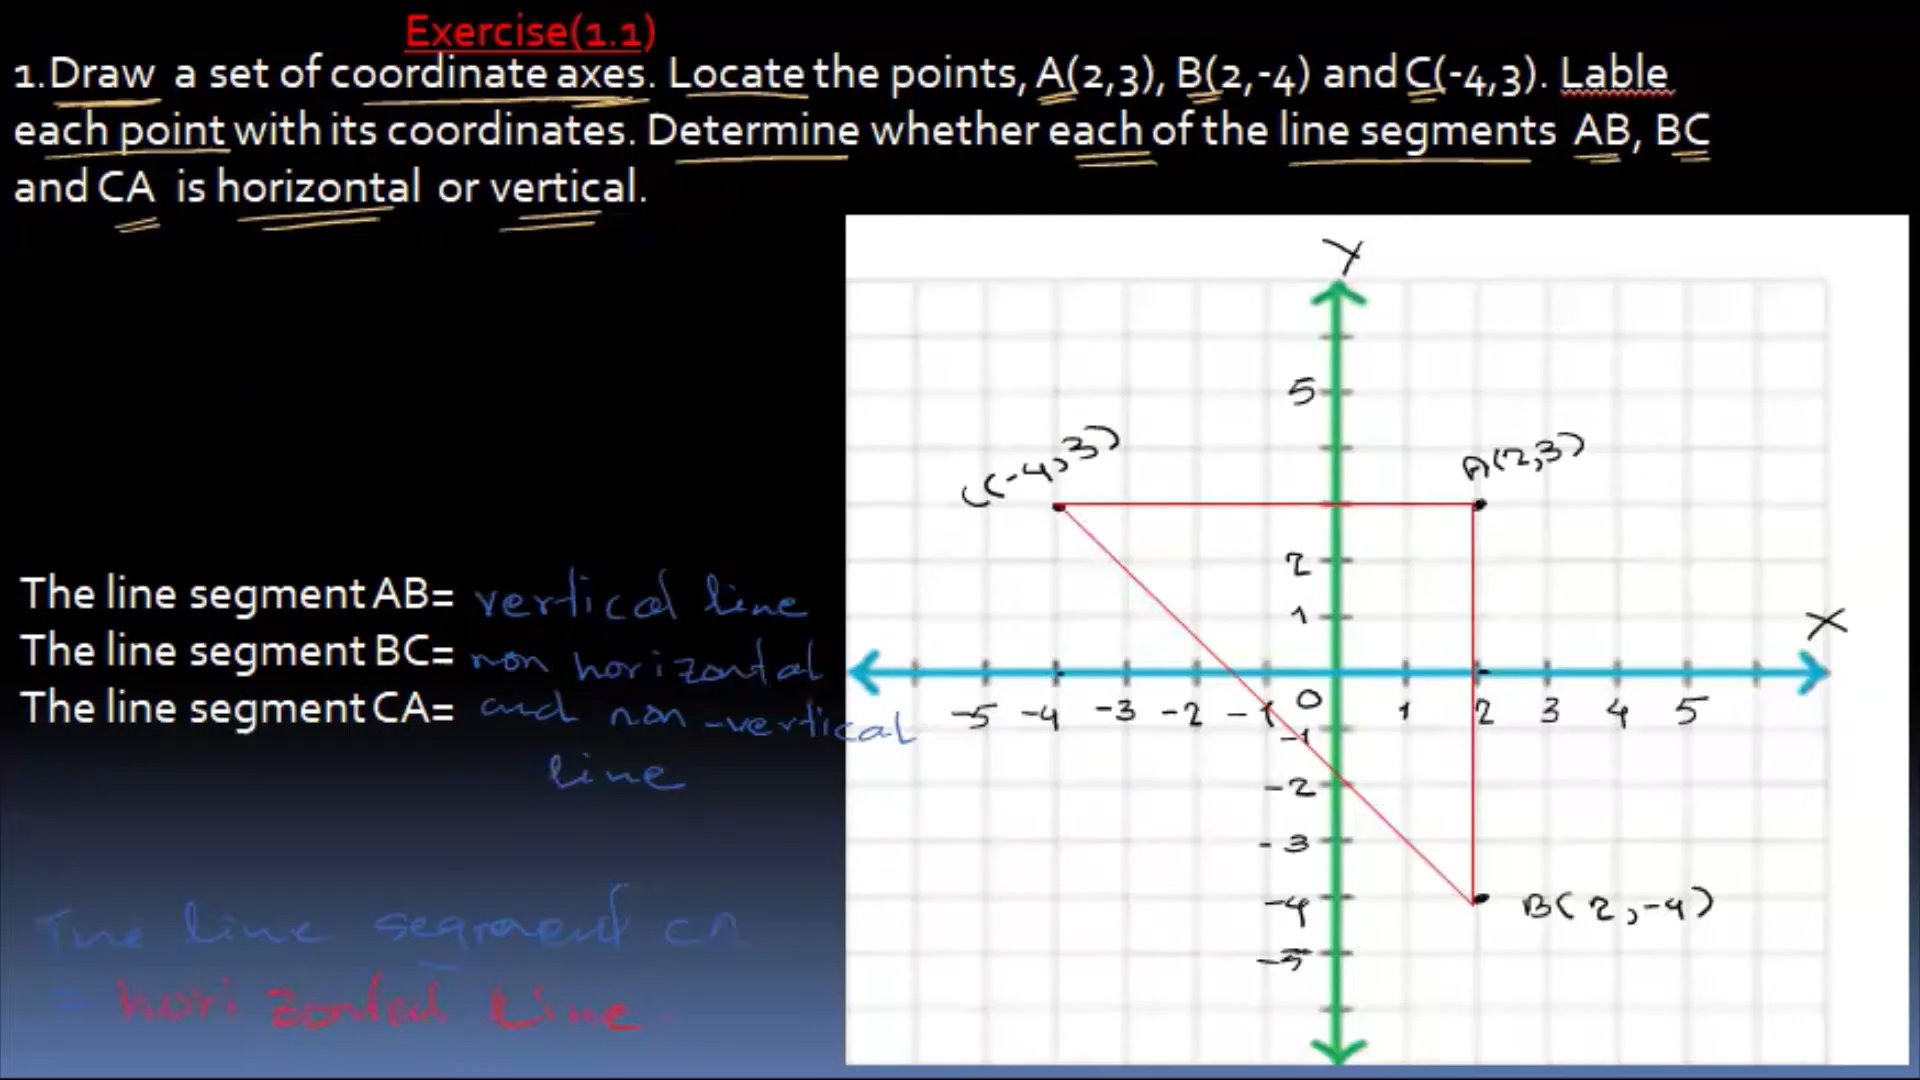 Exercise(1.1)
1.Draw a set of coordinate axes. Locate the points, A(2,3), B(2,-4) and C(-4,3). Lable
each point with its coordinates. Determine whether each of the line segments AB, BC
and CA is horizontal or vertical.
Y
5
C(-4,3)
A(2,3)
2
1
X
The line segment AB= vertical line
The line segment BC= non horizontal
The line segment CA= and non-vertical
line
-5 -4 -3 -2 -1 0 1 2 3 4 5
-1
-2
-3
-4
B(2,-4)
-5
The line segment CA
= horizontal Line